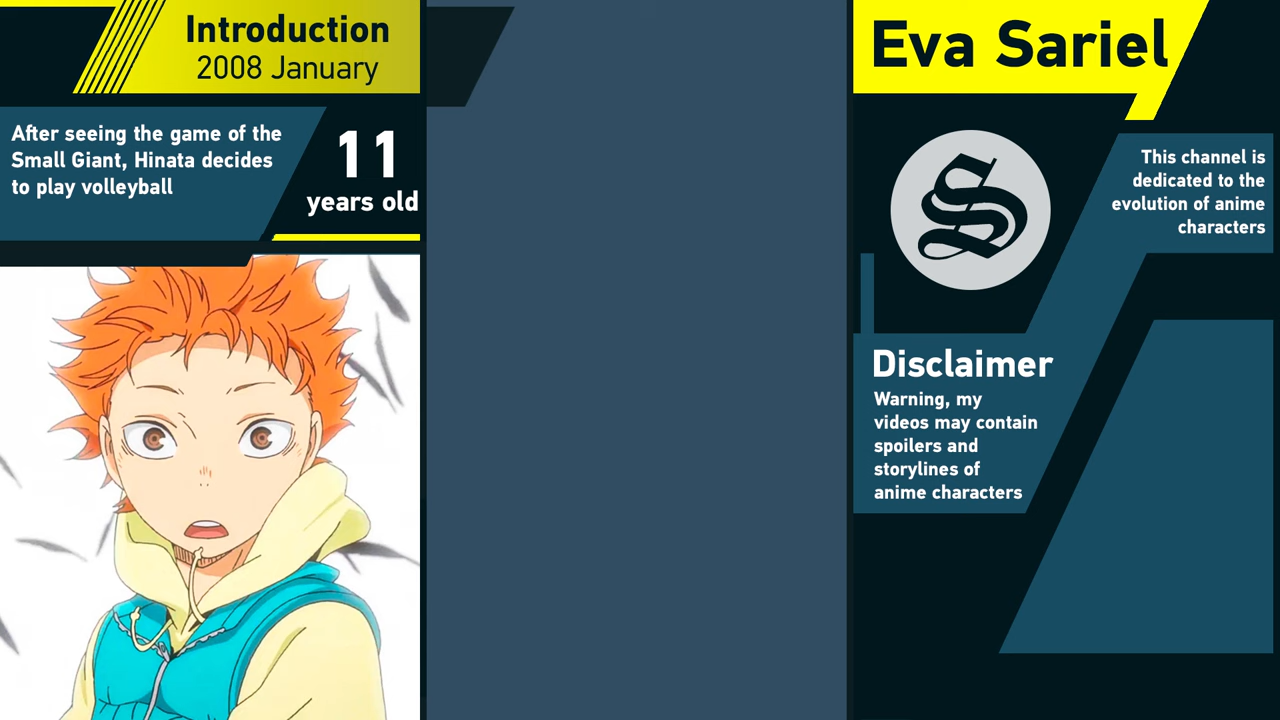 Introduction
2008 January
After seeing the game of the
Small Giant, Hinata decides
to play volleyball
11
years old
Eva Sariel
S
This channel is
dedicated to the
evolution of anime
characters
Disclaimer
Warning, my
videos may contain
spoilers and
storylines of
anime characters